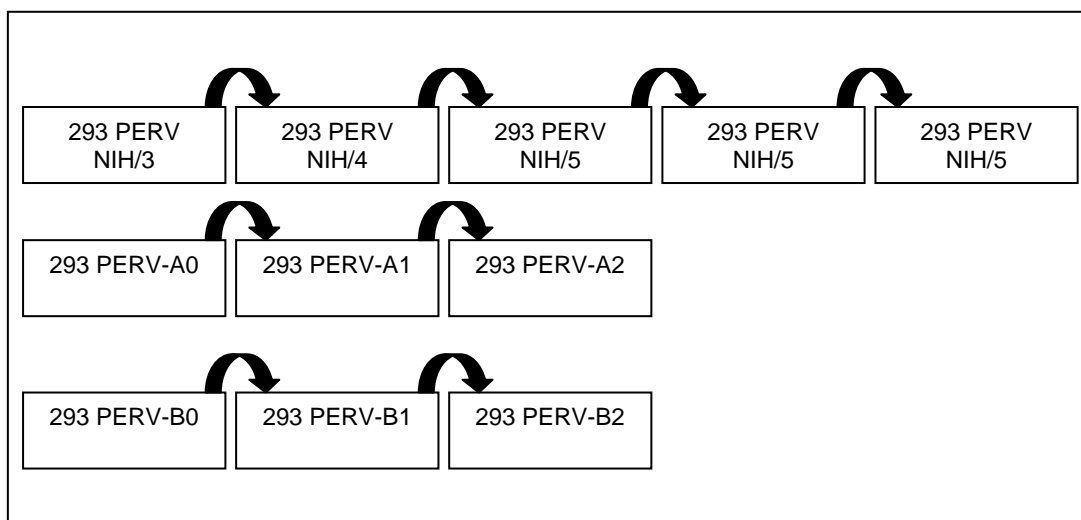 293 PERV
NIH/3
293 PERV
NIH/4
293 PERV
NIH/5
293 PERV
NIH/5
293 PERV
NIH/5
293 PERV-A0
293 PERV-A1
293 PERV-A2
293 PERV-B0
293 PERV-B1
293 PERV-B2